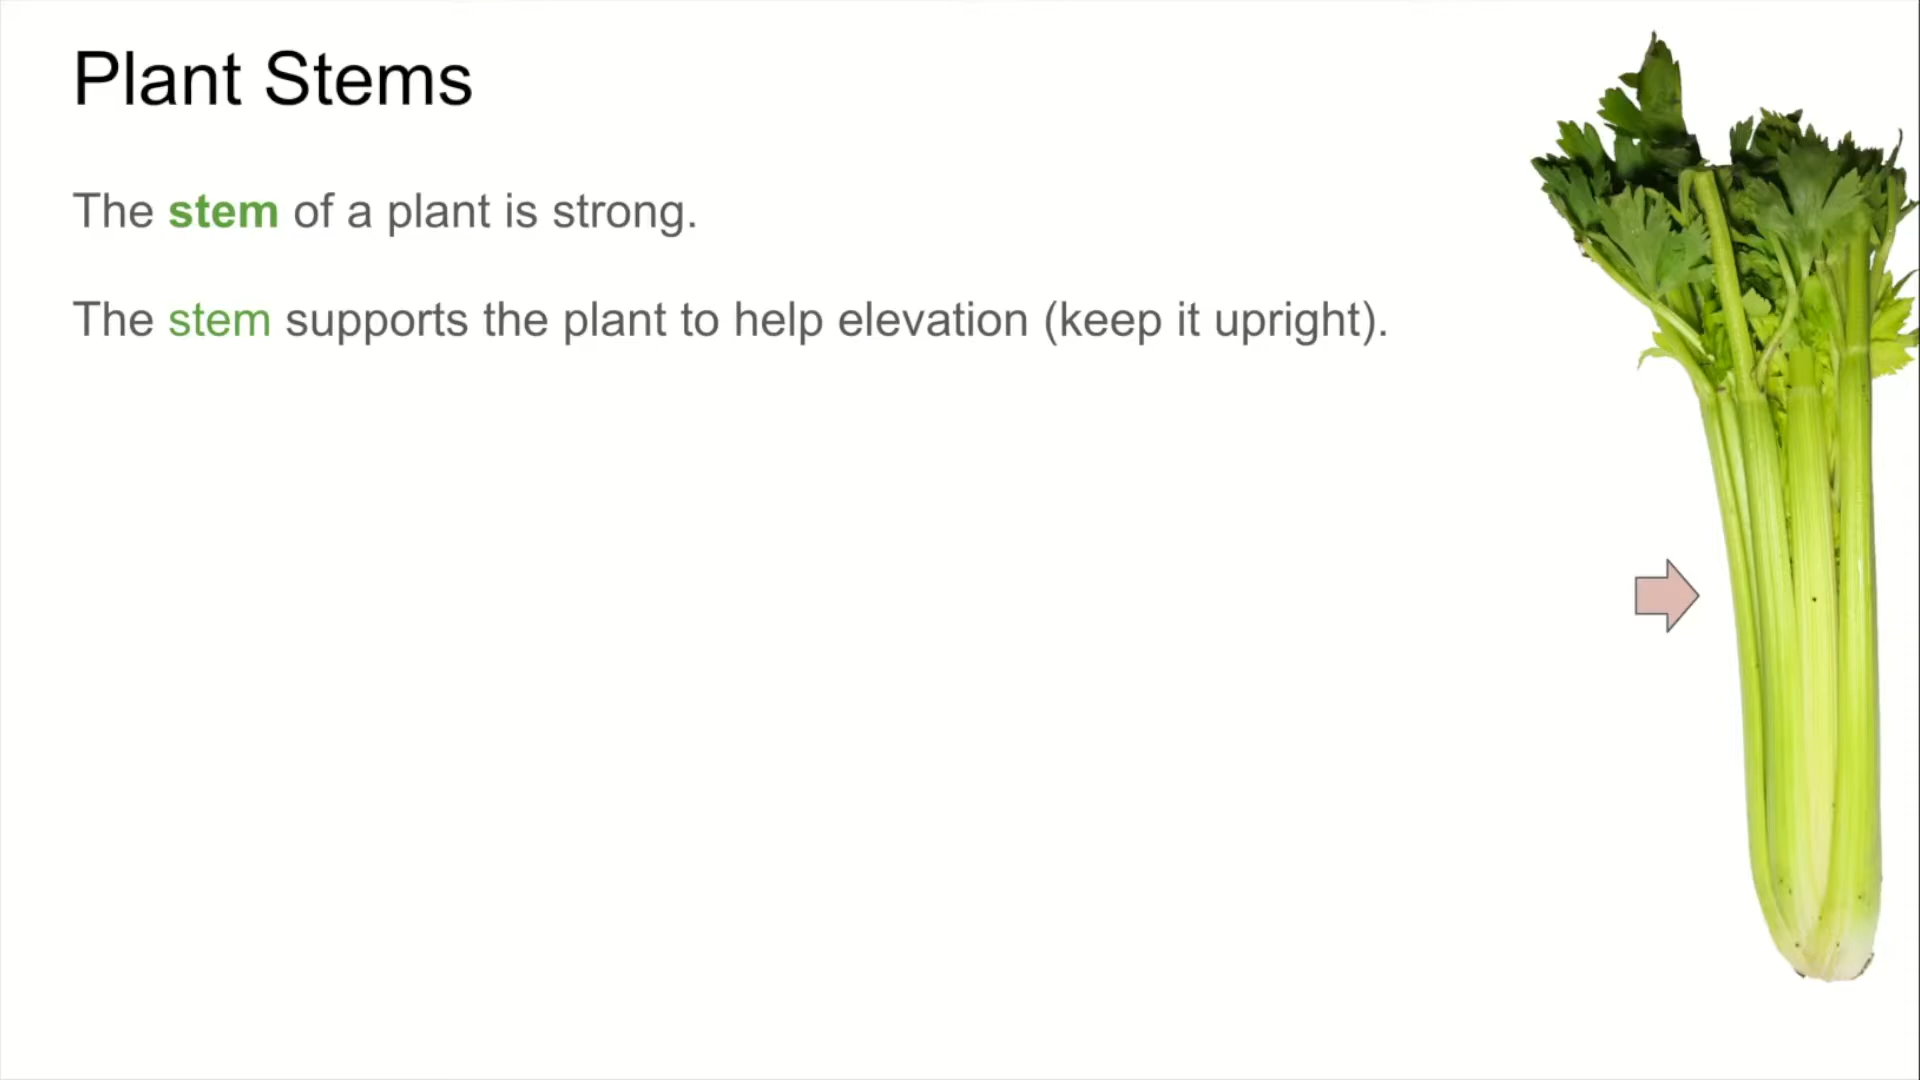 Plant Stems
The stem of a plant is strong.
The stem supports the plant to help elevation (keep it upright).